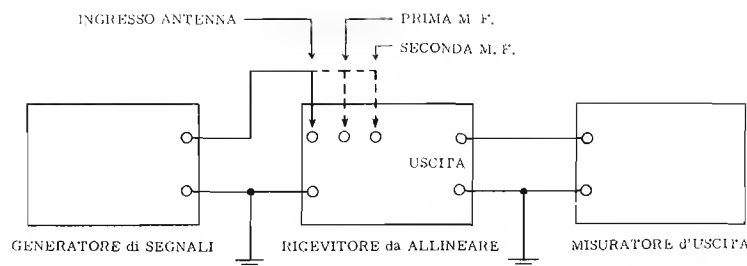 INGRESSO ANTENNA
PRIMA M. F.
SECONDA M. F.
USCITA
GENERATORE di SEGNALI
RICEVITORE da ALLINEARE
MISURATORE d'USCITA